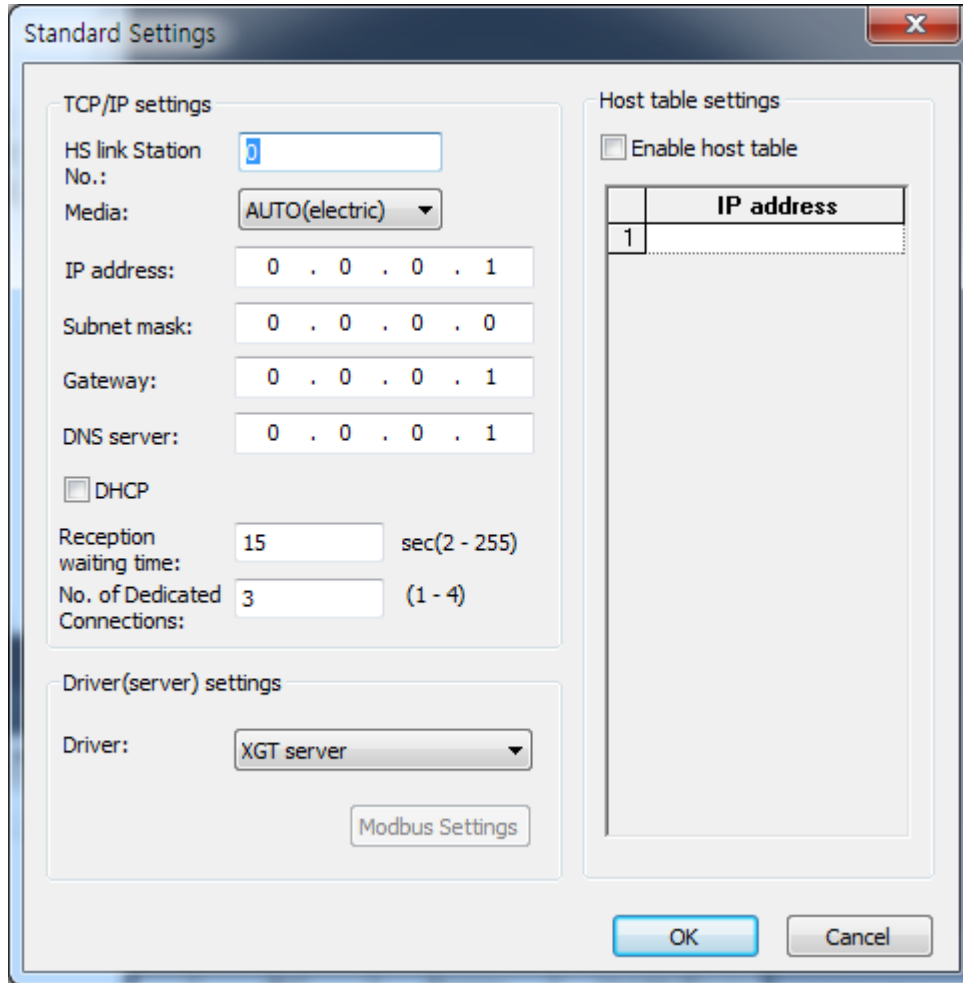 Standard Settings
TCP/IP settings
HS link Station
No.:
0
Media:
AUTO(electric)
IP address:
0 . 0 . 0 . 1
Subnet mask:
0 . 0 . 0 . 0
Gateway:
0 . 0 . 0 . 1
DNS server:
0 . 0 . 0 . 1
DHCP
Reception
waiting time:
15
sec(2 - 255)
No. of Dedicated
Connections:
3
(1 - 4)
Driver(server) settings
Driver:
XGT server
Modbus Settings
Host table settings
Enable host table
IP address
1
OK
Cancel